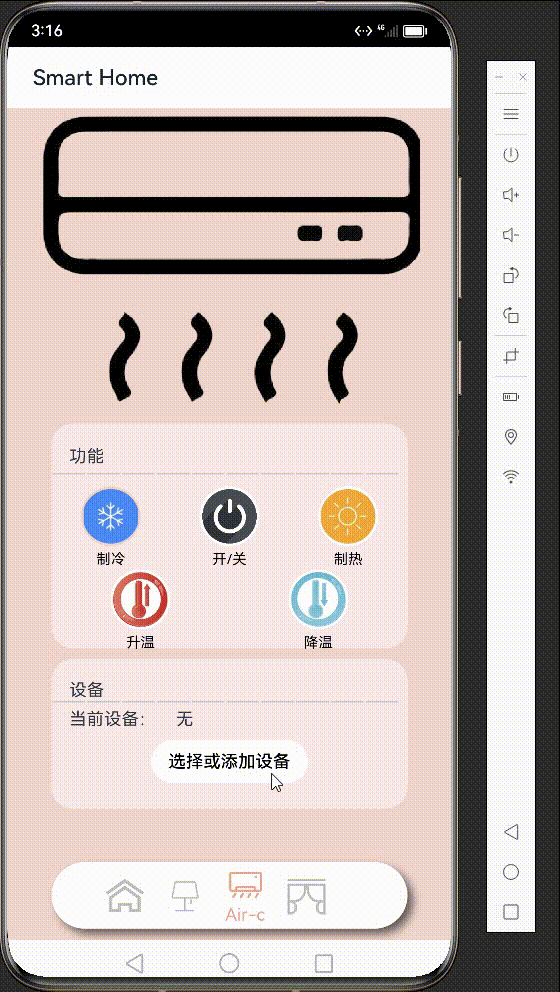 3:16
4G
Smart Home
功能
制冷
开/关
制热
升温
降温
设备
当前设备: 无
选择或添加设备
Air-c